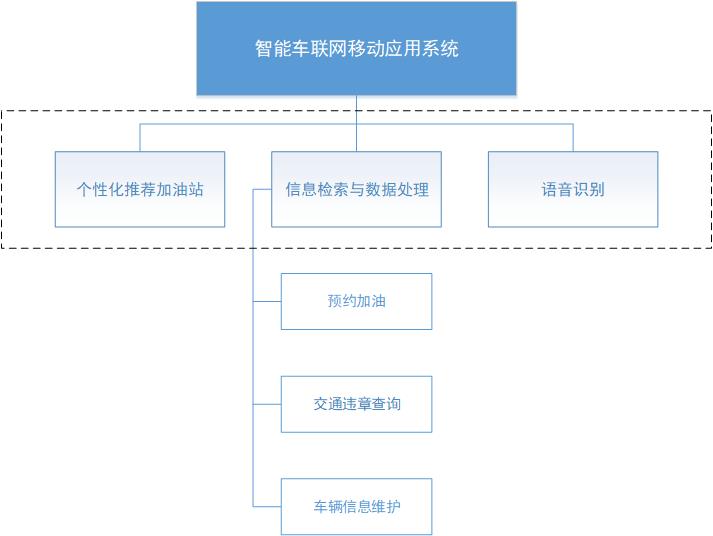 智能车联网移动应用系统
个性化推荐加油站
信息检索与数据处理
语音识别
预约加油
交通违章查询
车辆信息维护